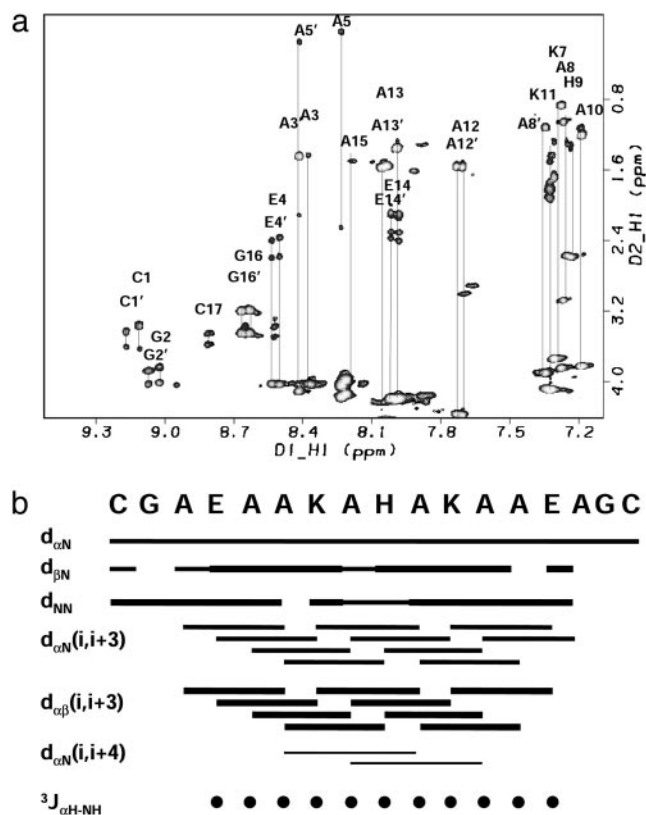 a
A5' A5
K7
A8
H9
K11
A8'
A10
A13
A13'
A3' A3
A15
A12
A12'
E14
E14'
E4
E4'
G16
G16'
C1
C1'
G2
G2'
C17
0.8
1.6
2.4
3.2
4.0
D2_H1 (ppm)
9.3 9.0 8.7 8.4 8.1 7.8 7.5 7.2
D1_H1 (ppm)
b
C G A E A A K A H A K A A E A G C
dαN
dβN
dNN
dαN(i,i+3)
dαβ(i,i+3)
dαN(i,i+4)
³JαH-NH